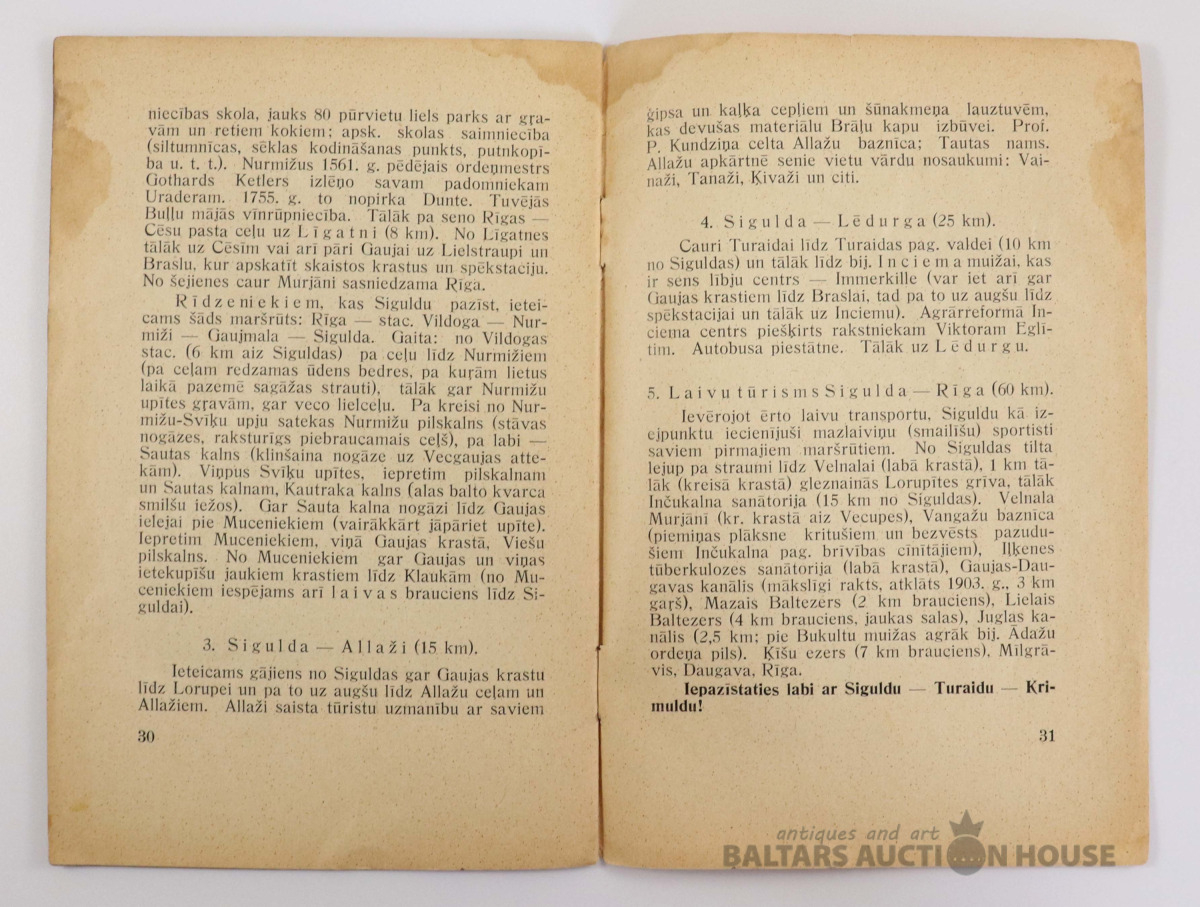 niecības skola, jauks 80 pūrvietu liels parks ar gra-
vām un retiem kokiem; apsk. skolas saimniecība
(siltumnīcas, sēklas kodināšanas punkts, putnkopī-
ba u. t. t.). Nurmižus 1561. g. pēdējais ordeņmestrs
Gothards Ketlers izlēņo savam padomniekam
Uraderam. 1755. g. to nopirka Dunte. Tuvējās
Buļļu mājās vīnrūpniecība. Tālāk pa seno Rīgas —
Cēsu pasta ceļu uz Līgatni (8 km). No Līgatnes
tālāk uz Cēsīm vai arī pāri Gaujai uz Lielstraupi un
Braslu, kur apskatīt skaistos krastus un spēkstaciju.
No šejienes caur Murjāni sasniedzama Rīga.
Rīdzeniekiem, kas Siguldu pazīst, ietei-
cams šāds maršrūts: Rīga — stac. Vildoga — Nur-
miži — Gaujmala — Sigulda. Gaita: no Vildogas
stac. (6 km aiz Siguldas) pa ceļu līdz Nurmižiem
(pa ceļam redzamas ūdens bedres, pa kuŗām lietus
laikā pazemē sagāžas strauti), tālāk gar Nurmižu
upītes gravām, gar veco lielceļu. Pa kreisi no Nur-
mižu-Svīķu upju satekas Nurmižu pilskalns (stāvas
nogāzes, raksturīgs piebraucamais ceļš), pa labi —
Sautas kalns (klinšaina nogāze uz Vecgaujas atte-
kām). Viņpus Svīķu upītes, iepretim pilskalnam
un Sautas kalnam, Kautraka kalns (alas balto kvarca
smilšu iežos). Gar Sauta kalna nogāzi līdz Gaujas
ielejai pie Muceniekiem (vairākkārt jāpāriet upīte).
Iepretim Muceniekiem, viņā Gaujas krastā, Viešu
pilskalns. No Muceniekiem gar Gaujas un viņas
ietekupīšu jaukiem krastiem līdz Klaukām (no Mu-
ceniekiem iespējams arī laivas brauciens līdz Si-
guldai).
3. Sigulda — Allaži (15 km).
Ieteicams gājiens no Siguldas gar Gaujas krastu
līdz Lorupei un pa to uz augšu līdz Allažu ceļam un
Allažiem. Allaži saista tūristu uzmanību ar saviem
30
ģipsa un kaļķa cepļiem un šūnakmeņa lauztuvēm,
kas devušas materiālu Brāļu kapu izbūvei. Prof.
P. Kundziņa celta Allažu baznīca; Tautas nams.
Allažu apkārtnē senie vietu vārdu nosaukumi: Vai-
naži, Tanaži, Ķivaži un citi.
4. Sigulda — Lēdurga (25 km).
Cauri Turaidai līdz Turaidas pag. valdei (10 km
no Siguldas) un tālāk līdz bij. Inciema muižai, kas
ir sens lībju centrs — Immerkille (var iet arī gar
Gaujas krastiem līdz Braslai, tad pa to uz augšu līdz
spēkstacijai un tālāk uz Inciemu). Agrārreformā In-
ciema centrs piešķirts rakstniekam Viktoram Eglī-
tim. Autobusa piestātne. Tālāk uz Lēdurgu.
5. Laivu tūrisms Sigulda — Rīga (60 km).
Ievērojot ērto laivu transportu, Siguldu kā iz-
ejpunktu iecienījuši mazlaiviņu (smailīšu) sportisti
saviem pirmajiem maršrūtiem. No Siguldas tilta
lejup pa straumi līdz Velnalai (labā krastā), 1 km tā-
lāk (kreisā krastā) gleznainās Lorupītes grīva, tālāk
Inčukalna sanātorija (15 km no Siguldas). Velnala
Murjānī (kr. krastā aiz Vecupes), Vangažu baznīca
(piemiņas plāksne kritušiem un bezvēsts pazudu-
šiem Inčukalna pag. brīvības cīnītājiem), Iļķenes
tūberkulozes sanātorija (labā krastā), Gaujas-Dau-
gavas kanālis (mākslīgi rakts, atklāts 1903. g., 3 km
gaŗš), Mazais Baltezers (2 km brauciens), Lielais
Baltezers (4 km brauciens, jaukas salas), Juglas ka-
nālis (2,5 km; pie Bukultu muižas agrāk bij. Ādažu
ordeņa pils). Ķīšu ezers (7 km brauciens), Milgrā-
vis, Daugava, Rīga.
Iepazīstaties labi ar Siguldu — Turaidu — Kri-
muldu!
31
antiques and art
BALTARS AUCTION HOUSE